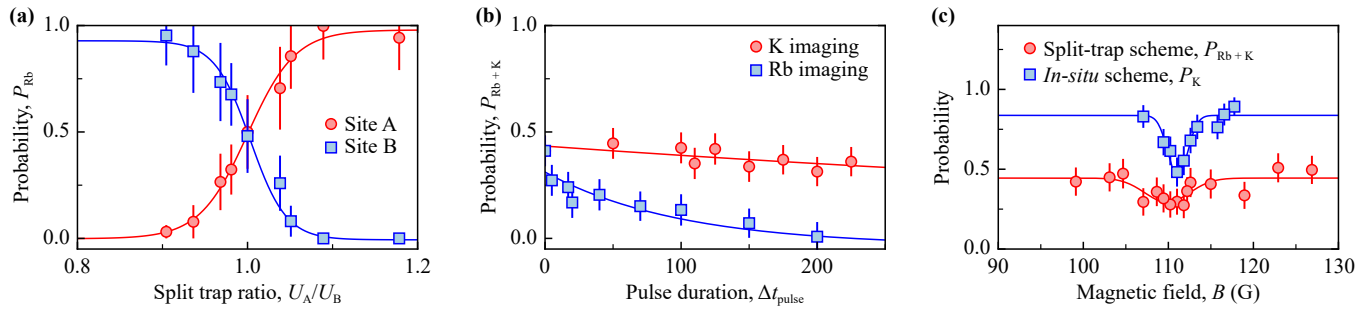 (a)
1.0
0.5
0.0
Probability, P_Rb
Site A
Site B
0.8
1.0
1.2
Split trap ratio, U_A/U_B
(b)
1.0
0.5
0.0
Probability, P_Rb + K
K imaging
Rb imaging
0
100
200
Pulse duration, Δt_pulse
(c)
1.0
0.5
0.0
Probability
Split-trap scheme, P_Rb + K
In-situ scheme, P_K
90
100
110
120
130
Magnetic field, B (G)